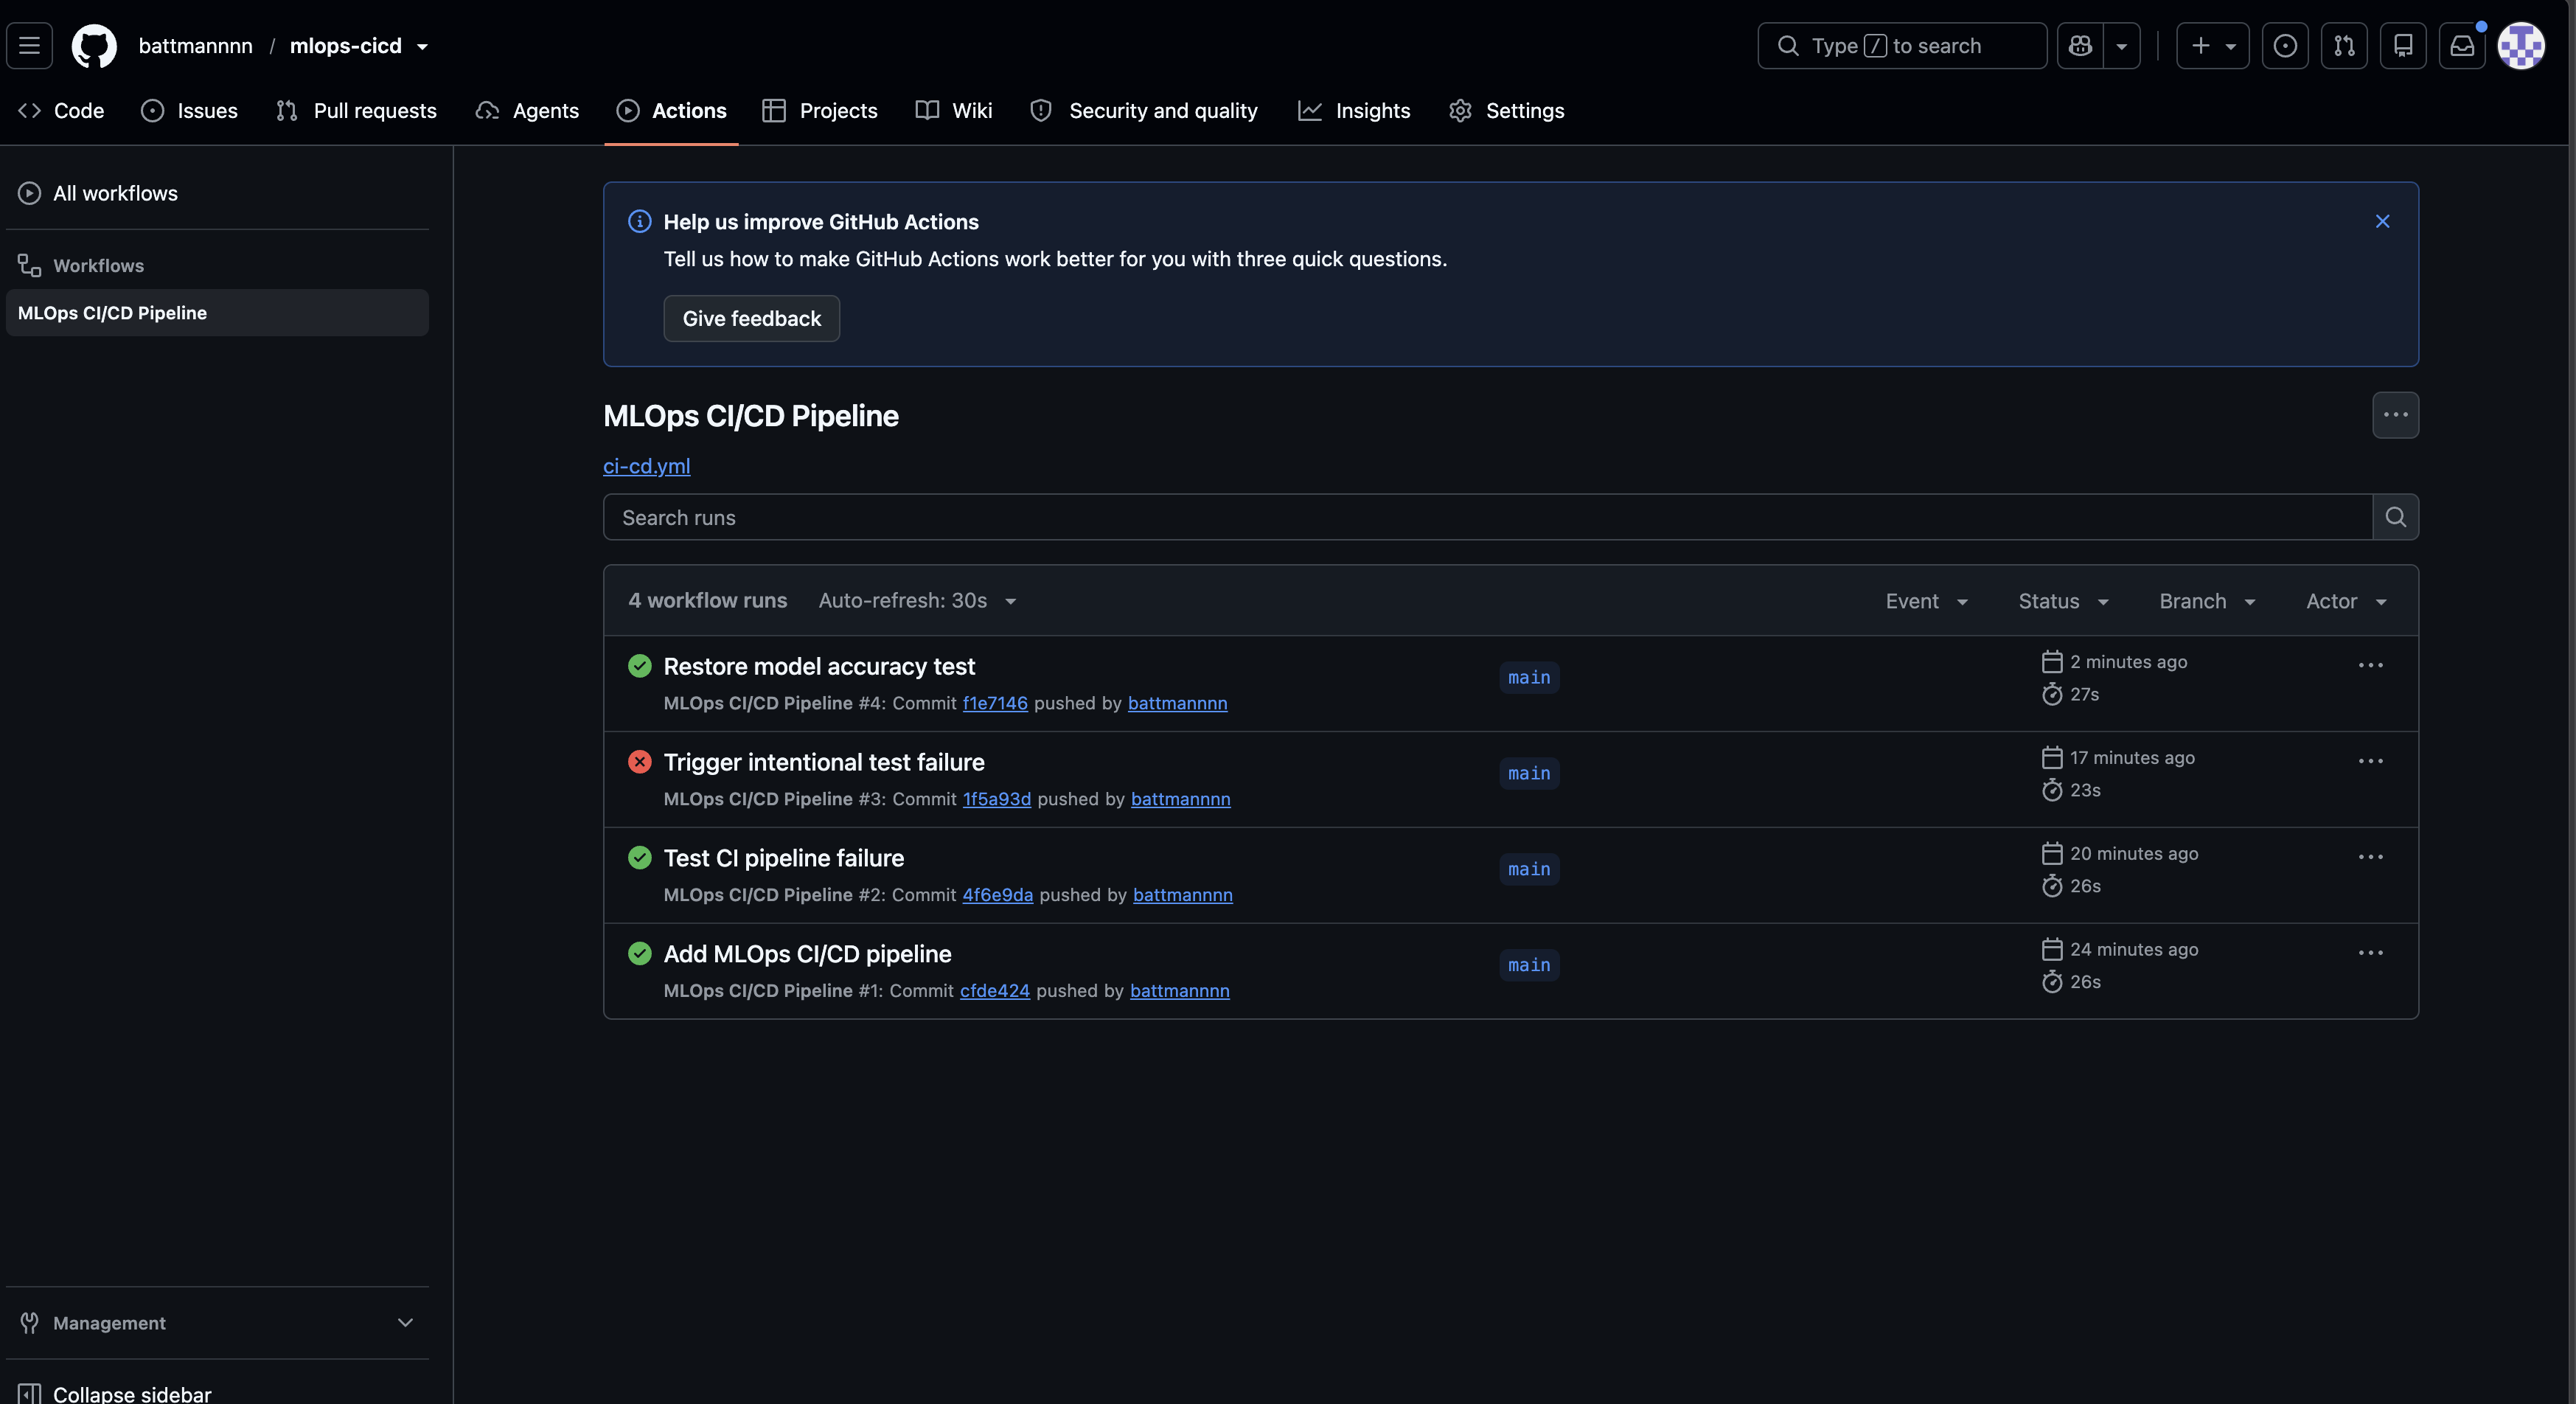 battmannnn / mlops-cicd
Type / to search
Code Issues Pull requests Agents Actions Projects Wiki Security and quality Insights Settings
All workflows
Workflows
MLOps CI/CD Pipeline
Management
Collapse sidebar
Help us improve GitHub Actions
Tell us how to make GitHub Actions work better for you with three quick questions.
Give feedback
MLOps CI/CD Pipeline
ci-cd.yml
Search runs
4 workflow runs Auto-refresh: 30s Event Status Branch Actor
Restore model accuracy test
MLOps CI/CD Pipeline #4: Commit f1e7146 pushed by battmannnn
main
2 minutes ago
27s
Trigger intentional test failure
MLOps CI/CD Pipeline #3: Commit 1f5a93d pushed by battmannnn
main
17 minutes ago
23s
Test CI pipeline failure
MLOps CI/CD Pipeline #2: Commit 4f6e9da pushed by battmannnn
main
20 minutes ago
26s
Add MLOps CI/CD pipeline
MLOps CI/CD Pipeline #1: Commit cfde424 pushed by battmannnn
main
24 minutes ago
26s